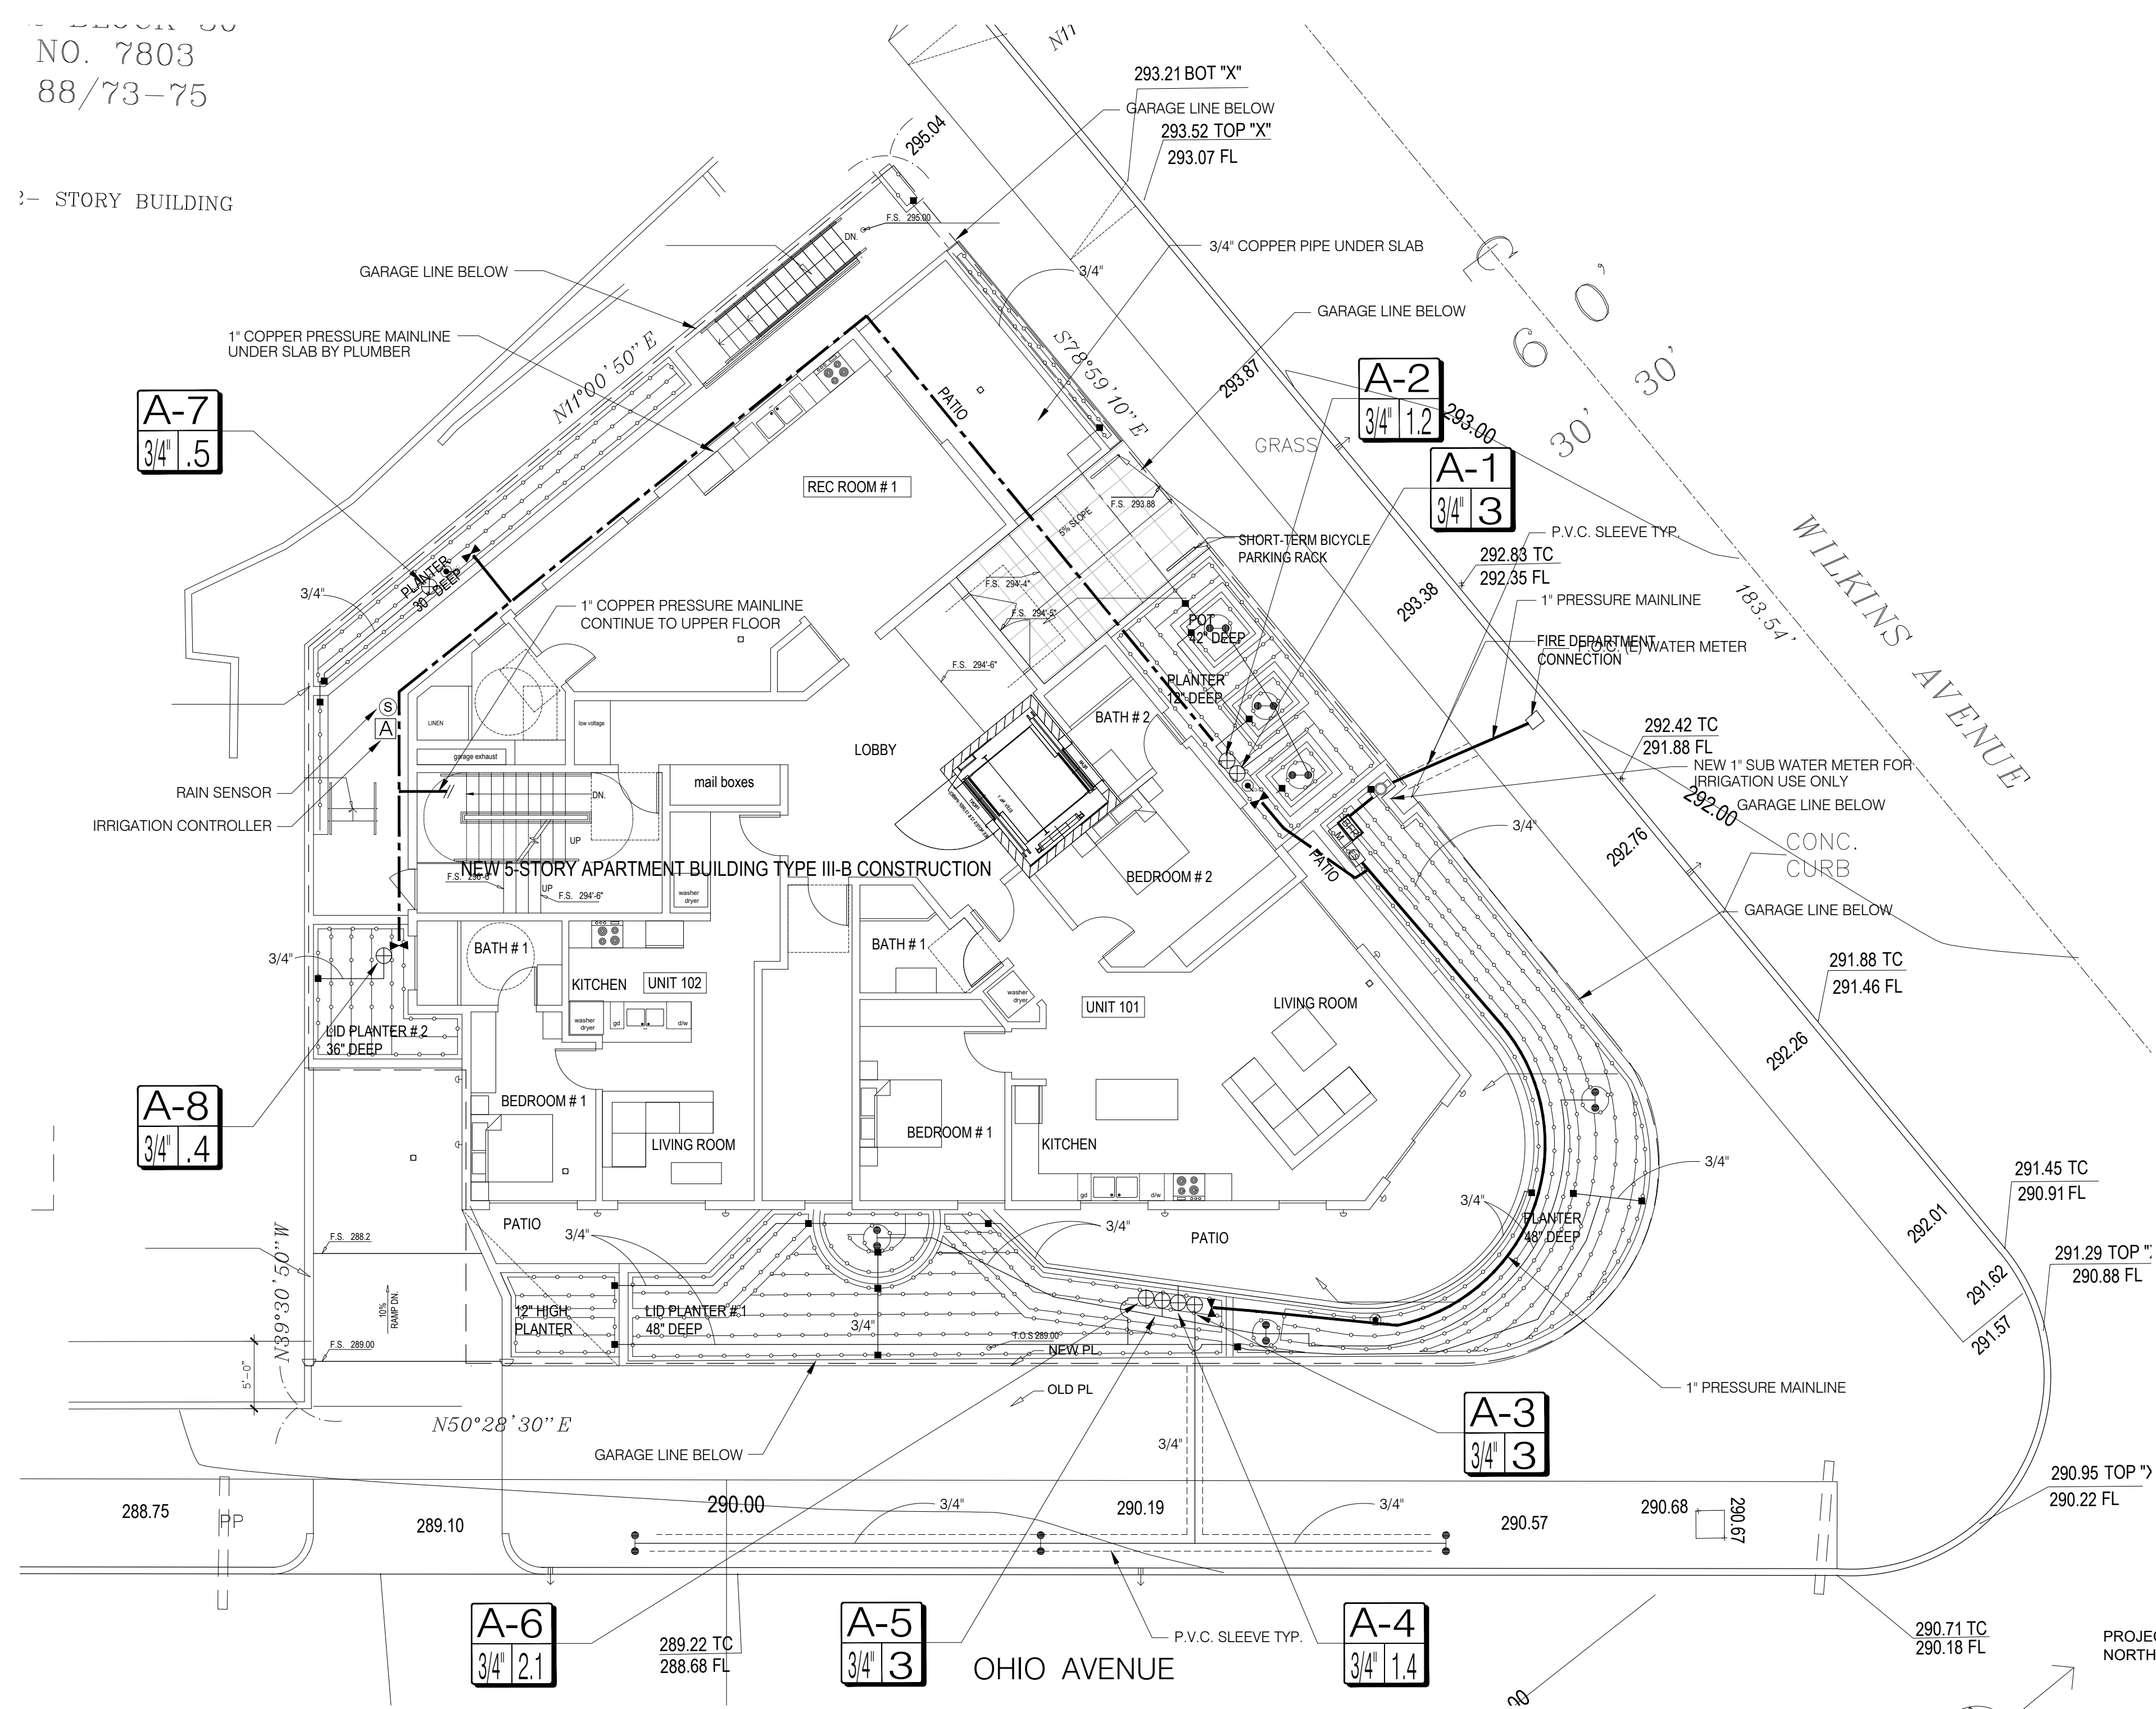 NO. 7803
88/73-75
STORY BUILDING
293.21 BOT "X"
GARAGE LINE BELOW
293.52 TOP "X"
293.07 FL
N11
295.04
F.S. 295.00
DN.
3/4" COPPER PIPE UNDER SLAB
3/4"
GARAGE LINE BELOW
GARAGE LINE BELOW
1" COPPER PRESSURE MAINLINE
UNDER SLAB BY PLUMBER
N11°00'50" E
S78°59'10" E
293.87
60'
30'
30'
A-2
3/4" 1.2
293.00
A-7
3/4" .5
PATIO
GRASS
A-1
3/4" 3
REC ROOM # 1
F.S. 293.88
5% SLOPE
SHORT-TERM BICYCLE
PARKING RACK
P.V.C. SLEEVE TYP.
292.83 TC
292.35 FL
WILKINS AVENUE
183.54'
PLANTER
30" DEEP
3/4"
F.S. 294'-4"
F.S. 294'-5"
293.38
1" PRESSURE MAINLINE
1" COPPER PRESSURE MAINLINE
CONTINUE TO UPPER FLOOR
POT
42" DEEP
FIRE DEPARTMENT
CONNECTION
P.O.C. (E) WATER METER
F.S. 294'-6"
PLANTER
12" DEEP
S
A
LINEN
low voltage
BATH # 2
292.42 TC
291.88 FL
LOBBY
garage exhaust
NEW 1" SUB WATER METER FOR
IRRIGATION USE ONLY
RAIN SENSOR
mail boxes
DN.
292.00
GARAGE LINE BELOW
IRRIGATION CONTROLLER
UP
3/4"
BFP
M
292.76
CONC.
CURB
PATIO
NEW 5-STORY APARTMENT BUILDING TYPE III-B CONSTRUCTION
BEDROOM # 2
UP
F.S. 294'-6"
washer
dryer
GARAGE LINE BELOW
BATH # 1
BATH # 1
3/4"
291.88 TC
291.46 FL
KITCHEN
UNIT 102
washer
dryer
UNIT 101
LIVING ROOM
washer
dryer
gd
d/w
LID PLANTER # 2
36" DEEP
292.26
A-8
3/4" .4
BEDROOM # 1
LIVING ROOM
BEDROOM # 1
KITCHEN
3/4"
291.45 TC
290.91 FL
gd
d/w
3/4"
PLANTER
48" DEEP
292.01
PATIO
3/4"
3/4"
PATIO
F.S. 288.2
N39°30'50" W
291.29 TOP "
290.88 FL
291.62
291.57
10%
RAMP DN.
12" HIGH
PLANTER
LID PLANTER # 1
48" DEEP
3/4"
T.O.S 289.00
NEW PL.
F.S. 289.00
5'-0"
OLD PL
1" PRESSURE MAINLINE
N50°28'30" E
A-3
3/4" 3
GARAGE LINE BELOW
3/4"
290.95 TOP "X
290.22 FL
288.75
PP
289.10
290.00
3/4"
290.19
3/4"
290.57
290.68
290.67
A-6
3/4" 2.1
289.22 TC
288.68 FL
A-5
3/4" 3
OHIO AVENUE
P.V.C. SLEEVE TYP.
A-4
3/4" 1.4
290.71 TC
290.18 FL
PROJE
NORTH